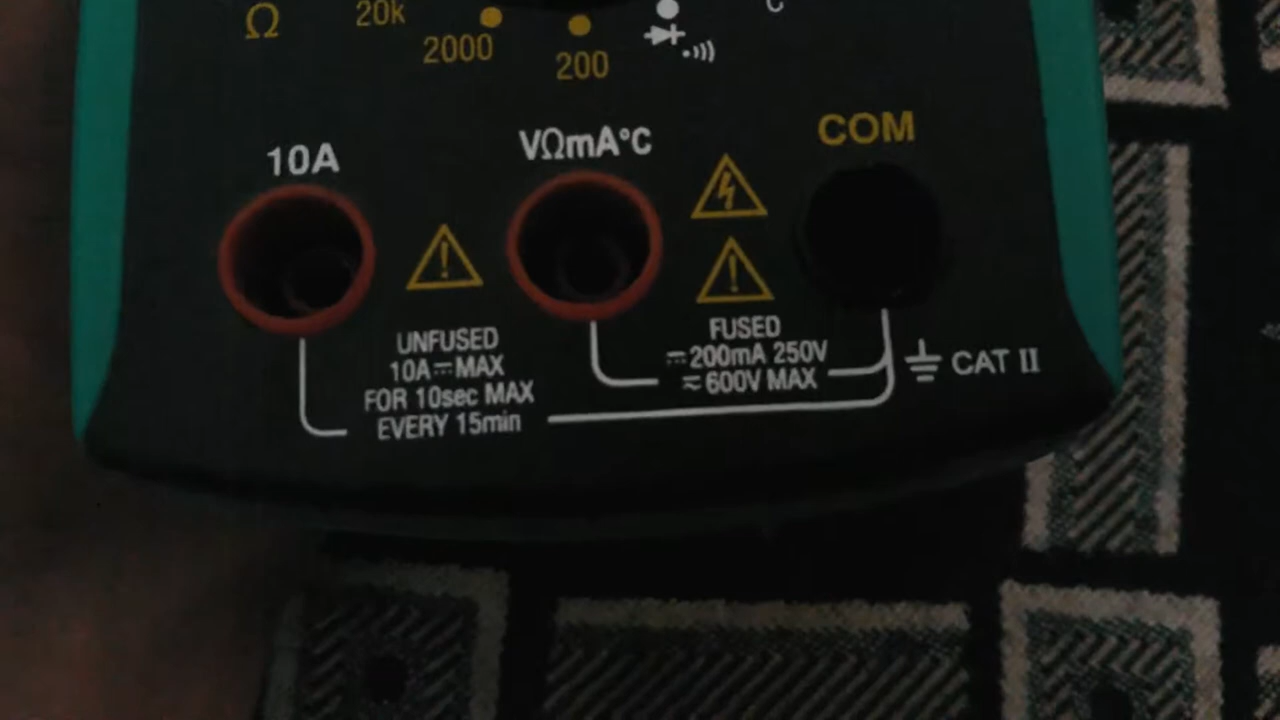 Ω 20k
2000
200
°C
10A
VΩmA°C
COM
UNFUSED
10A⎓MAX
FOR 10sec MAX
EVERY 15min
FUSED
⎓200mA 250V
≂600V MAX
CAT II